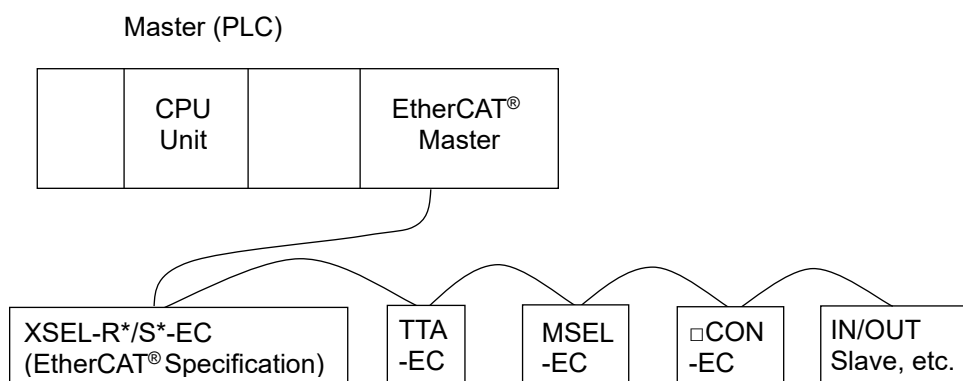 Master (PLC)
CPU
Unit
EtherCAT®
Master
XSEL-R*/S*-EC
(EtherCAT® Specification)
TTA
-EC
MSEL
-EC
□CON
-EC
IN/OUT
Slave, etc.